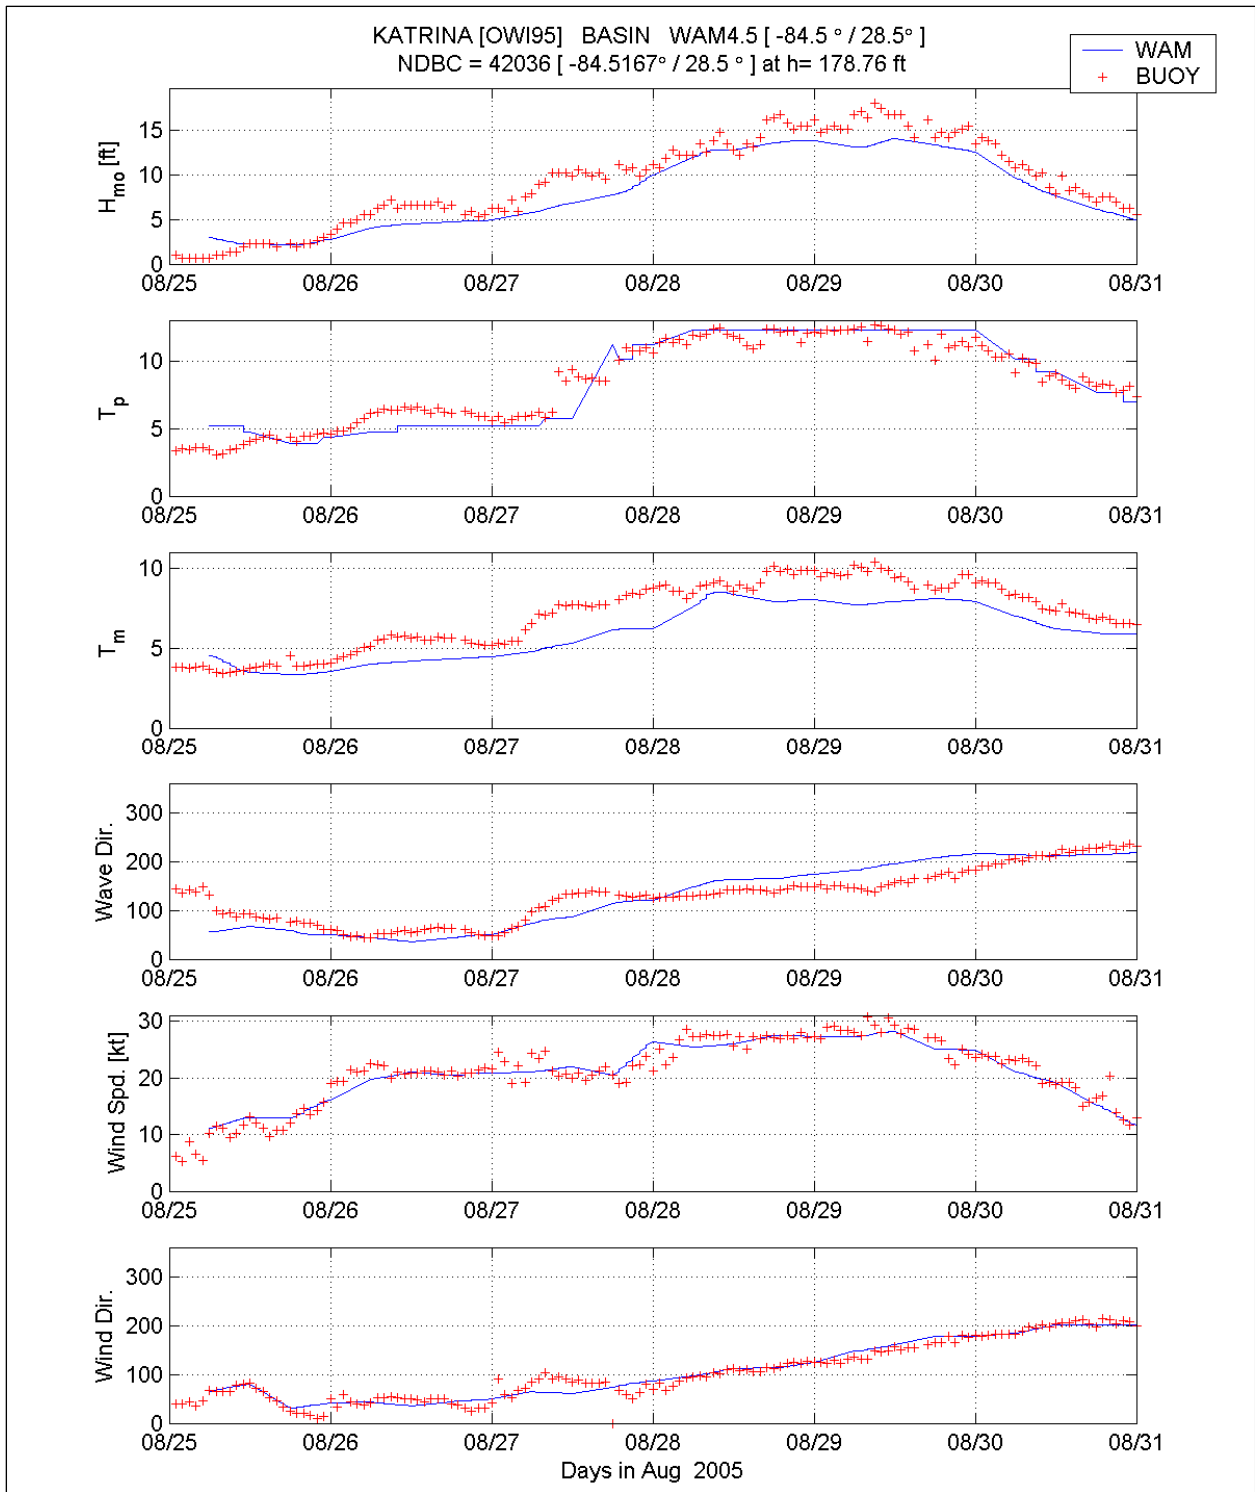 KATRINA [OWI95] BASIN WAM4.5 [ -84.5 ° / 28.5° ]
NDBC = 42036 [ -84.5167° / 28.5 ° ] at h= 178.76 ft
WAM
BUOY
Hmo [ft]
15
10
5
0
08/25 08/26 08/27 08/28 08/29 08/30 08/31
Tp
10
5
0
08/25 08/26 08/27 08/28 08/29 08/30 08/31
Tm
10
5
0
08/25 08/26 08/27 08/28 08/29 08/30 08/31
Wave Dir.
300
200
100
0
08/25 08/26 08/27 08/28 08/29 08/30 08/31
Wind Spd. [kt]
30
20
10
0
08/25 08/26 08/27 08/28 08/29 08/30 08/31
Wind Dir.
300
200
100
0
08/25 08/26 08/27 08/28 08/29 08/30 08/31
Days in Aug 2005